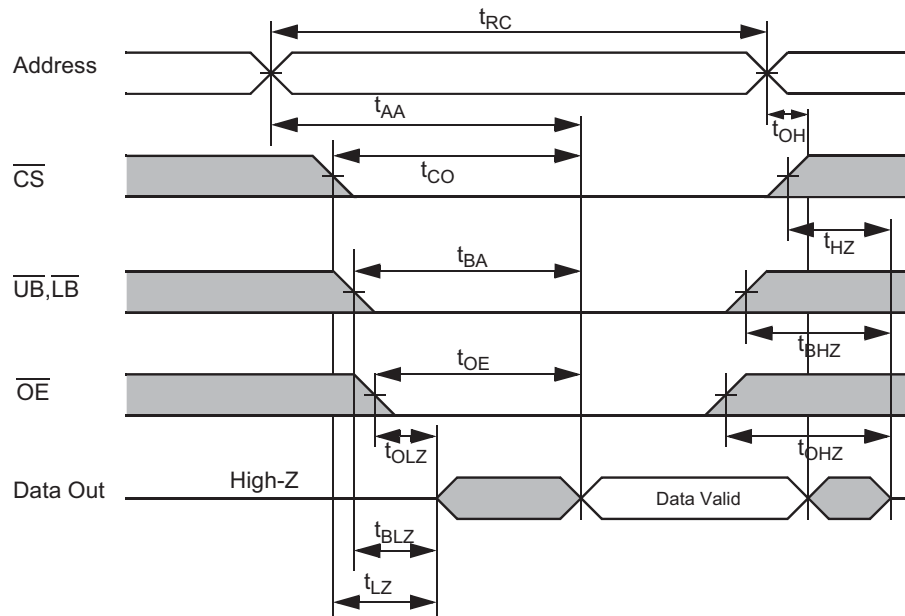 tRC
Address
tAA
tOH
CS
tCO
tHZ
UB,LB
tBA
tBHZ
OE
tOE
tOLZ
tOHZ
Data Out
High-Z
Data Valid
tBLZ
tLZ